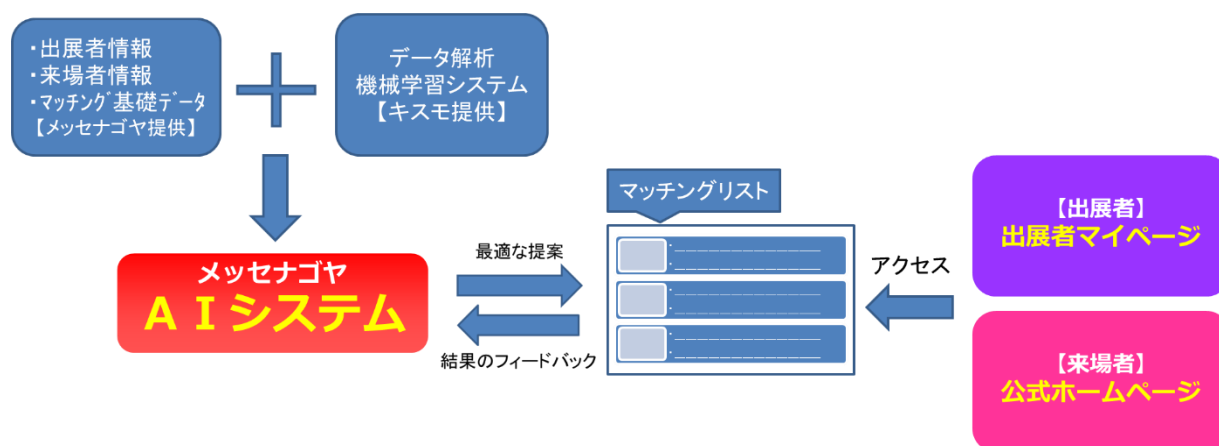 ・出展者情報
・来場者情報
・マッチング基礎データ
【メッセナゴヤ提供】
データ解析
機械学習システム
【キスモ提供】
メッセナゴヤ
AIシステム
最適な提案
結果のフィードバック
マッチングリスト
アクセス
【出展者】
出展者マイページ
【来場者】
公式ホームページ